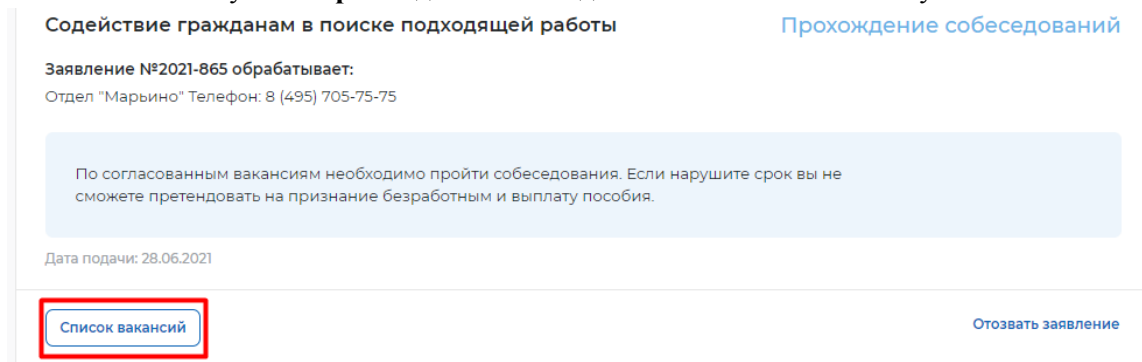 Содействие гражданам в поиске подходящей работы
Прохождение собеседований
Заявление №2021-865 обрабатывает:
Отдел "Марьино" Телефон: 8 (495) 705-75-75
По согласованным вакансиям необходимо пройти собеседования. Если нарушите срок вы не
сможете претендовать на признание безработным и выплату пособия.
Дата подачи: 28.06.2021
Список вакансий
Отозвать заявление